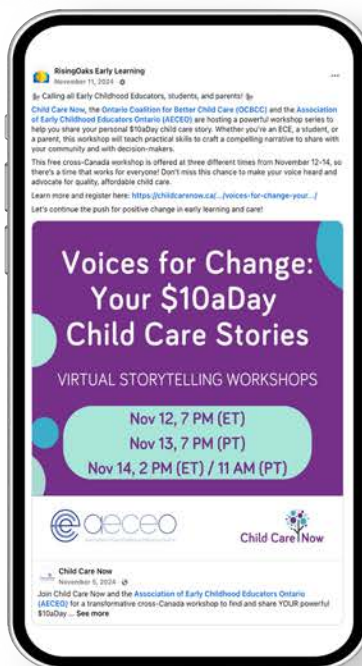 RisingOaks Early Learning
November 11, 2024
Calling all Early Childhood Educators, students, and parents!
Child Care Now, the Ontario Coalition for Better Child Care (OCBCC) and the Association
of Early Childhood Educators Ontario (AECEO) are hosting a powerful workshop series to
help you share your personal $10aDay child care story. Whether you're an ECE, a student, or
a parent, this workshop will teach practical skills to craft a compelling narrative to share with
your community and with decision-makers.
This free cross-Canada workshop is offered at three different times from November 12-14, so
there's a time that works for everyone! Don't miss this chance to make your voice heard and
advocate for quality, affordable child care.
Learn more and register here: https://childcarenow.ca/.../voices-for-change-your.../
Let's continue the push for positive change in early learning and care!
Voices for Change:
Your $10aDay
Child Care Stories
VIRTUAL STORYTELLING WORKSHOPS
Nov 12, 7 PM (ET)
Nov 13, 7 PM (PT)
Nov 14, 2 PM (ET) / 11 AM (PT)
aeceo
Child Care Now
Child Care Now
November 5, 2024
Join Child Care Now and the Association of Early Childhood Educators Ontario
(AECEO) for a transformative cross-Canada workshop to find and share YOUR powerful
$10aDay ... See more